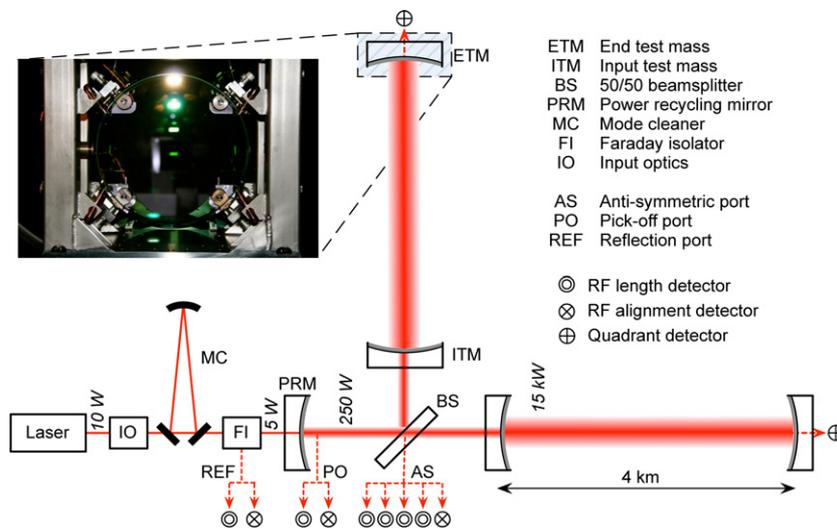 ETM
ETM End test mass
ITM Input test mass
BS 50/50 beamsplitter
PRM Power recycling mirror
MC Mode cleaner
FI Faraday isolator
IO Input optics
AS Anti-symmetric port
PO Pick-off port
REF Reflection port
RF length detector
RF alignment detector
Quadrant detector
MC
ITM
PRM
BS
10 W
5 W
250 W
15 kW
Laser
IO
FI
REF
PO
AS
4 km